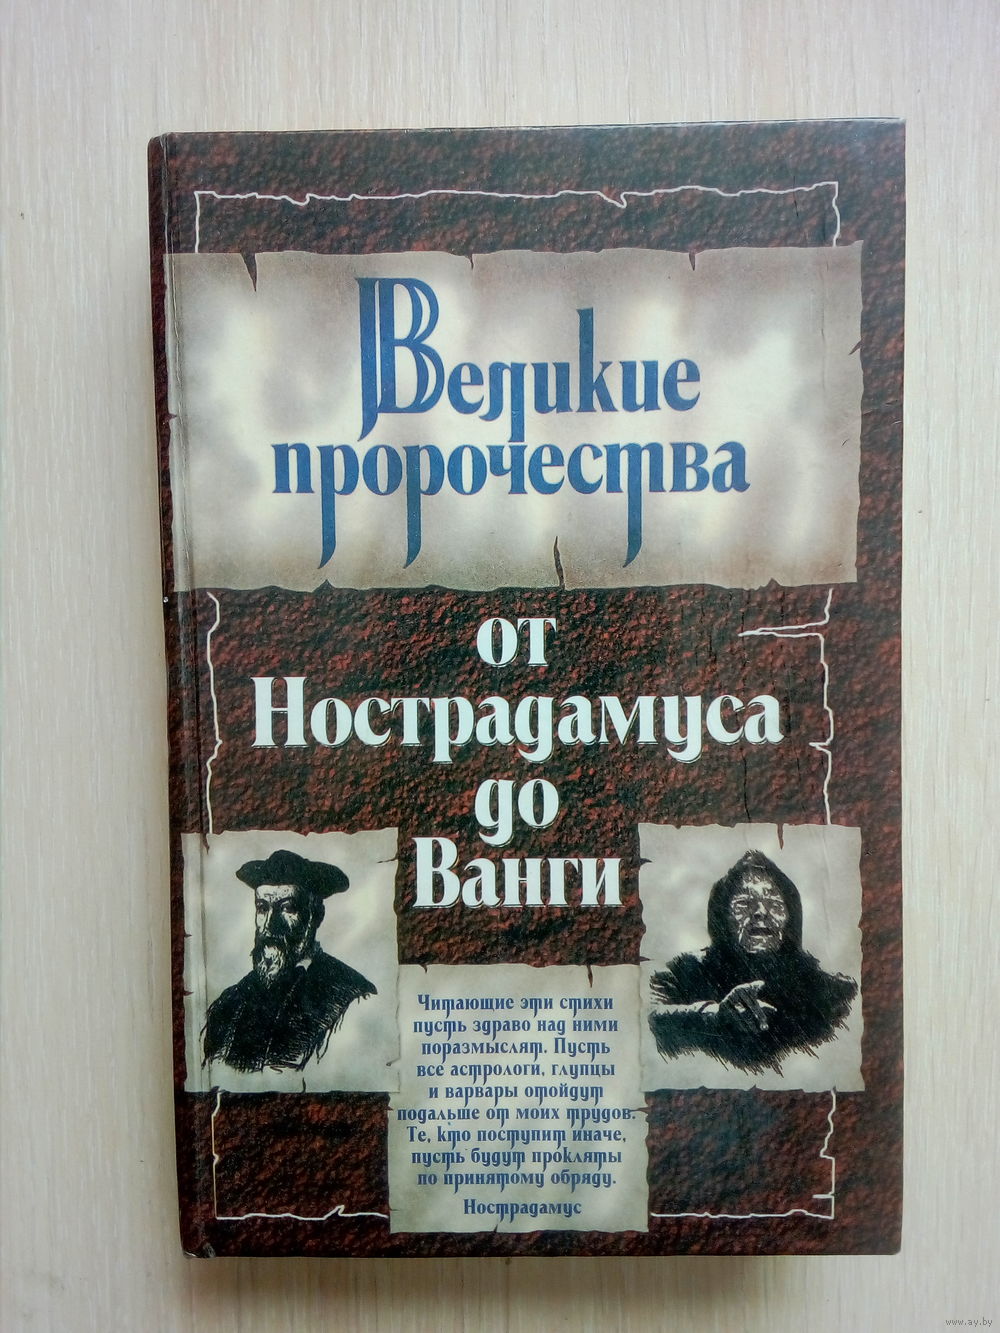 Великие
пророчества
от
Нострадамуса
до
Ванги
Читающие эти стихи
пусть здраво над ними
поразмыслят. Пусть
все астрологи, глупцы
и варвары отойдут
подальше от моих трудов.
Те, кто поступит иначе,
пусть будут прокляты
по принятому обряду.
Нострадамус
www.ay.by